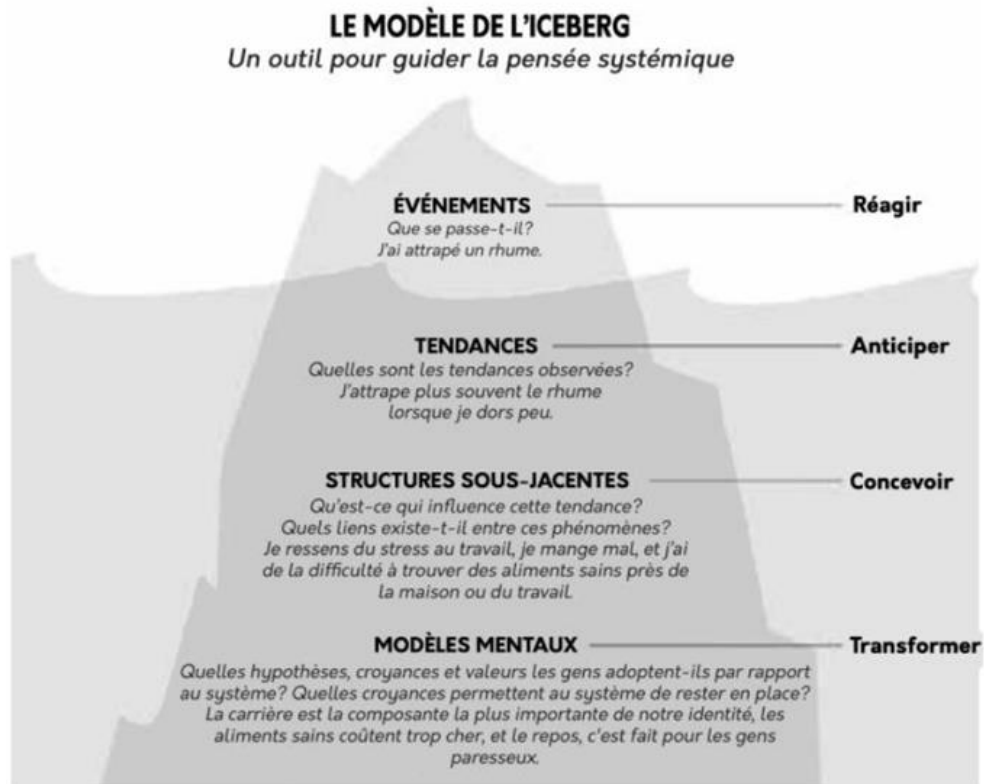 LE MODÈLE DE L'ICEBERG
Un outil pour guider la pensée systémique
ÉVÉNEMENTS
Réagir
Que se passe-t-il?
J'ai attrapé un rhume.
TENDANCES
Anticiper
Quelles sont les tendances observées?
J'attrape plus souvent le rhume
lorsque je dors peu.
STRUCTURES SOUS-JACENTES
Concevoir
Qu'est-ce qui influence cette tendance?
Quels liens existe-t-il entre ces phénomènes?
Je ressens du stress au travail, je mange mal, et j'ai
de la difficulté à trouver des aliments sains près de
la maison ou du travail.
MODÈLES MENTAUX
Transformer
Quelles hypothèses, croyances et valeurs les gens adoptent-ils par rapport
au système? Quelles croyances permettent au système de rester en place?
La carrière est la composante la plus importante de notre identité, les
aliments sains coûtent trop cher, et le repos, c'est fait pour les gens
paresseux.